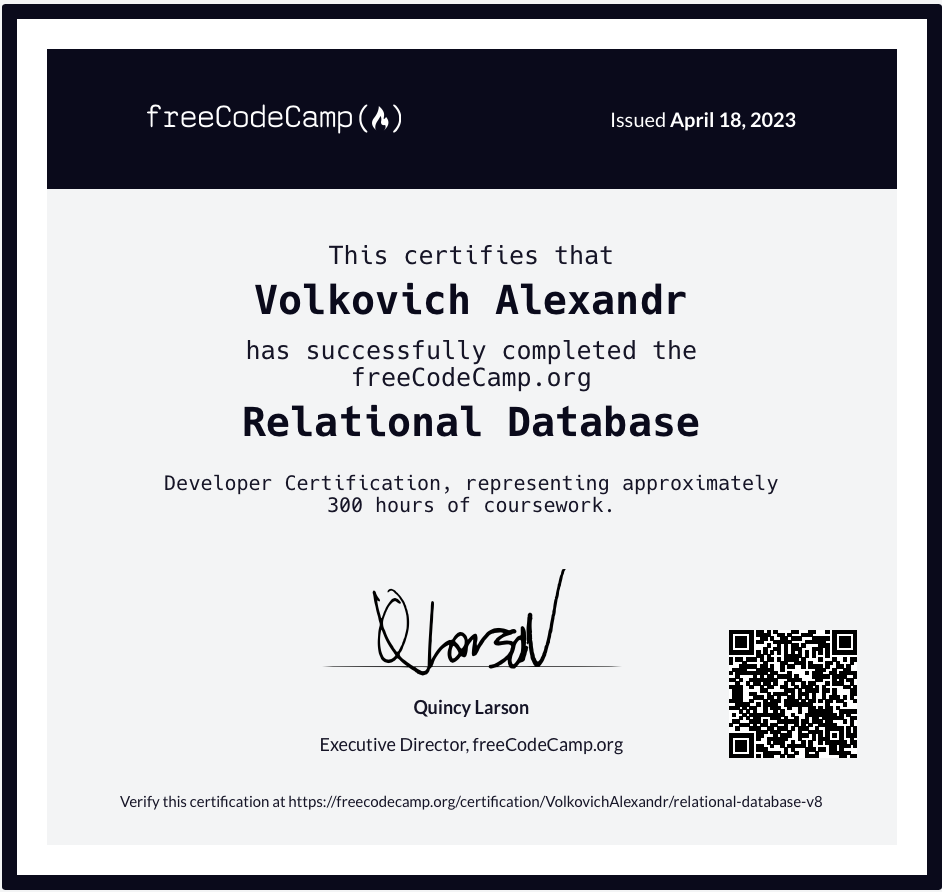 freeCodeCamp(🔥)
Issued April 18, 2023
This certifies that
Volkovich Alexandr
has successfully completed the
freeCodeCamp.org
Relational Database
Developer Certification, representing approximately
300 hours of coursework.
Q Larson
Quincy Larson
Executive Director, freeCodeCamp.org
Verify this certification at https://freecodecamp.org/certification/VolkovichAlexandr/relational-database-v8